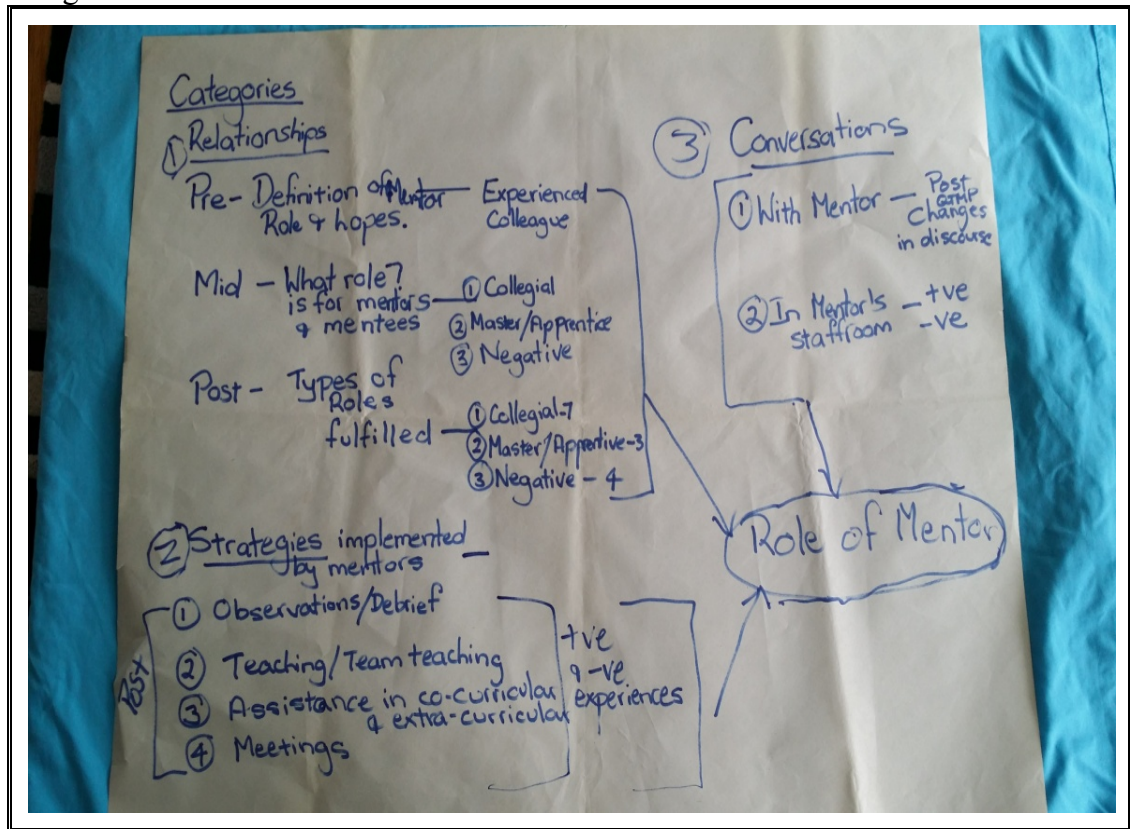 Categories
① Relationships
Pre - Definition of Mentor — Experienced
Role & hopes. Colleague
Mid - What role?
is for mentors — ① Collegial
& mentees ② Master/Apprentice
③ Negative
Post - Types of
Roles
fulfilled — ① Collegial-7
② Master/Apprentive-3
③ Negative - 4
② Strategies implemented
by mentors
Post
① Observations/Debrief
② Teaching/Team teaching
③ Assistance in co-curricular
& extra-curricular
④ Meetings
+ve
& -ve
experiences
③ Conversations
① With Mentor — Post
GTMP
Changes
in discourse
② In Mentor's — +ve
staffroom -ve
Role of Mentor